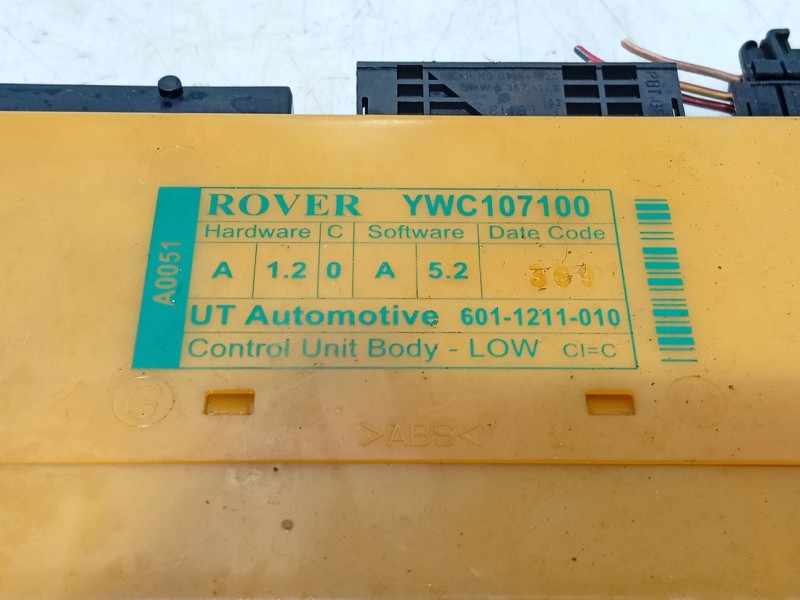 ROVER YWC107100
Hardware C Software Date Code
A 1.2 0 A 5.2 309
UT Automotive 601-1211-010
Control Unit Body - LOW CI=C
A0051
>ABS<